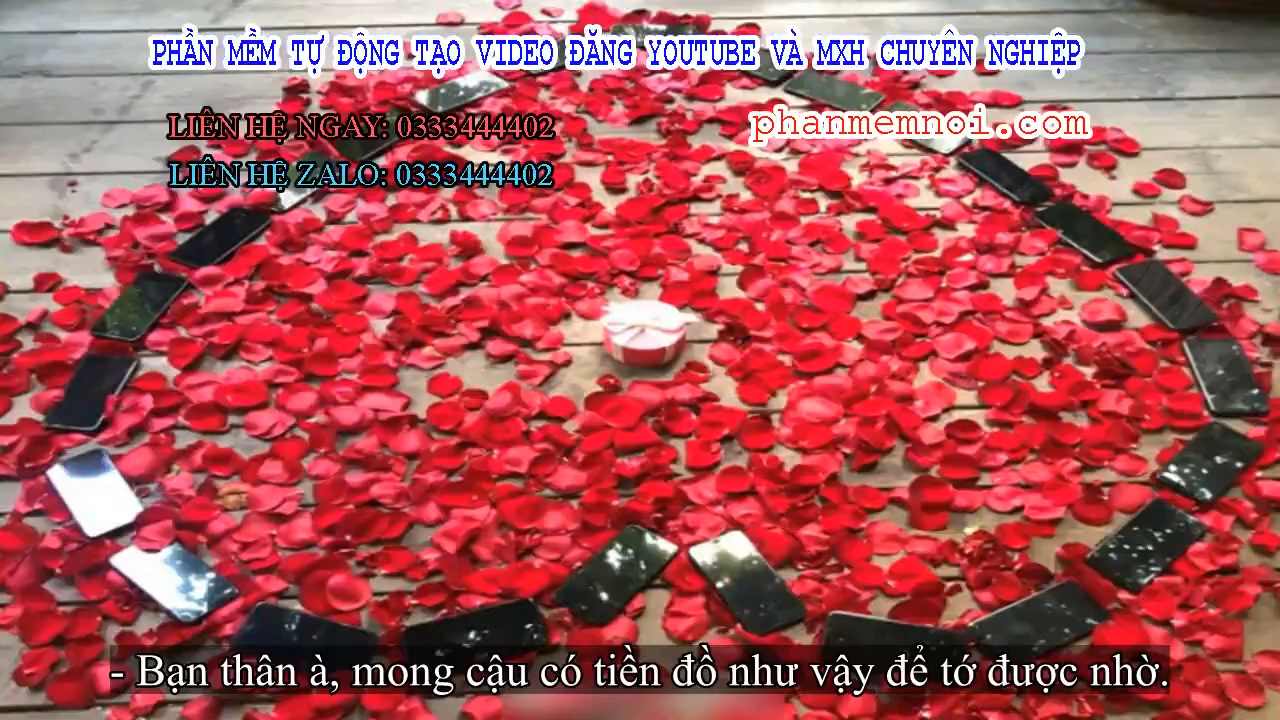 PHẦN MỀM TỰ ĐỘNG TẠO VIDEO ĐĂNG YOUTUBE VÀ MXH CHUYÊN NGHIỆP
LIÊN HỆ NGAY: 0333444402
phanmemnoi.com
LIÊN HỆ ZALO: 0333444402
- Bạn thân à, mong cậu có tiền đồ như vậy để tớ được nhờ.